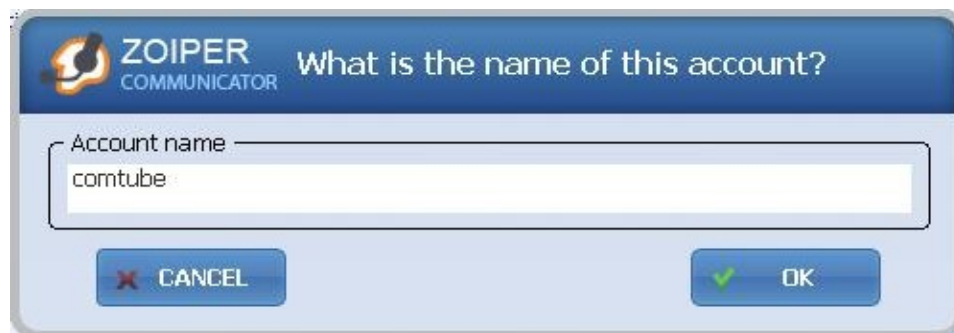 ZOIPER
COMMUNICATOR
What is the name of this account?
Account name
comtube
CANCEL
OK